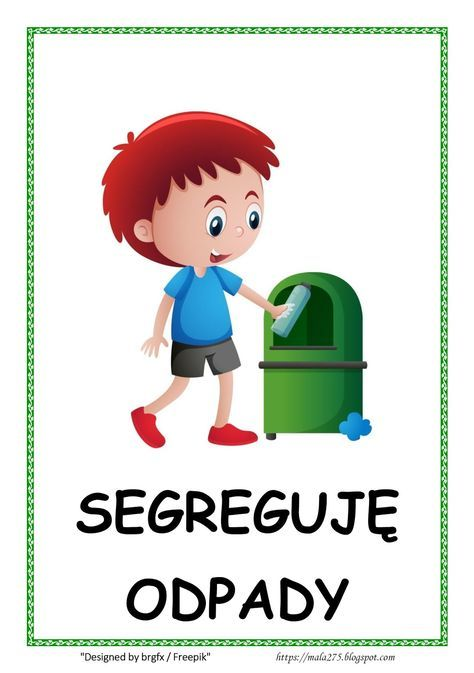 SEGREGUJĘ
ODPADY
"Designed by brgfx / Freepik" https://mala275.blogspot.com